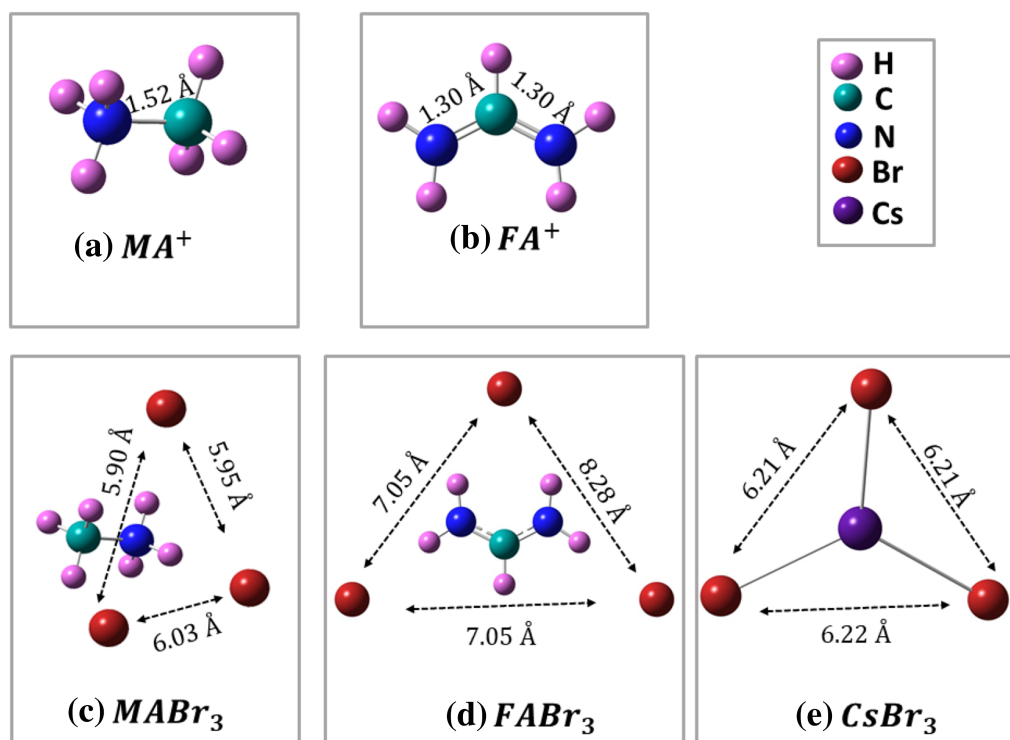 1.52 Å
(a) MA⁺
1.30 Å
1.30 Å
(b) FA⁺
H
C
N
Br
Cs
5.90 Å
5.95 Å
6.03 Å
(c) MABr₃
7.05 Å
8.28 Å
7.05 Å
(d) FABr₃
6.21 Å
6.21 Å
6.22 Å
(e) CsBr₃